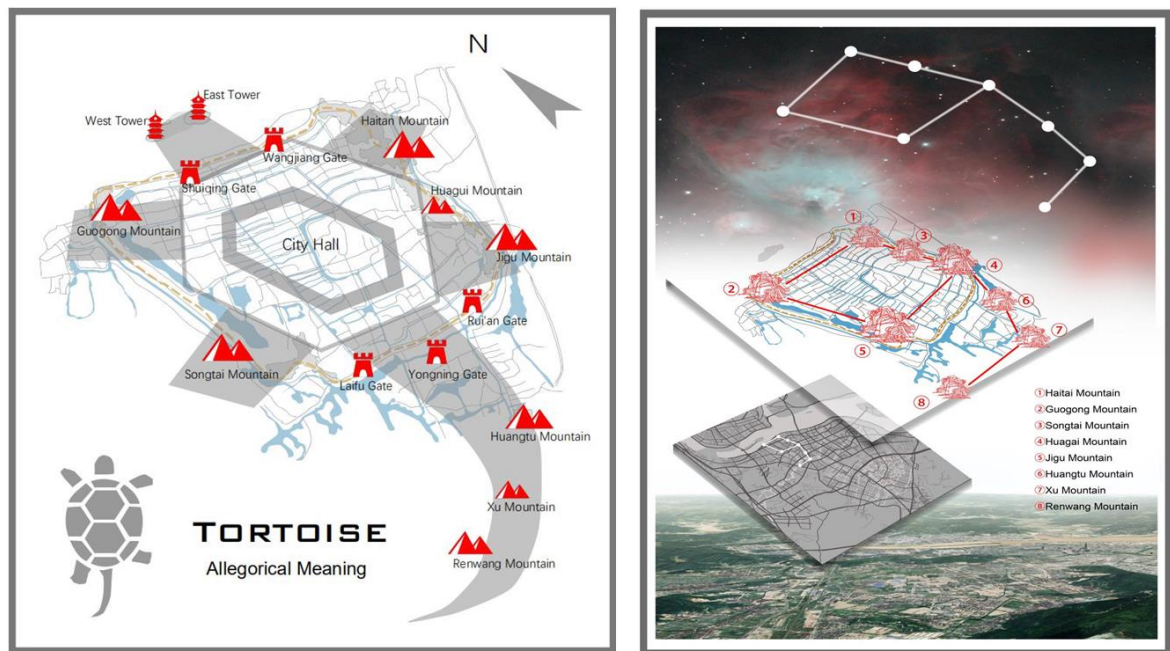 N
East Tower
West Tower
Haitan Mountain
Wangjiang Gate
Shuiqing Gate
Huagui Mountain
Guogong Mountain
City Hall
Jigu Mountain
Rui'an Gate
Songtai Mountain
Laifu Gate
Yongning Gate
Huangtu Mountain
Xu Mountain
Renwang Mountain
TORTOISE
Allegorical Meaning
①
③
④
②
⑥
⑦
⑤
⑧
①Haitai Mountain
②Guogong Mountain
③Songtai Mountain
④Huagai Mountain
⑤Jigu Mountain
⑥Huangtu Mountain
⑦Xu Mountain
⑧Renwang Mountain